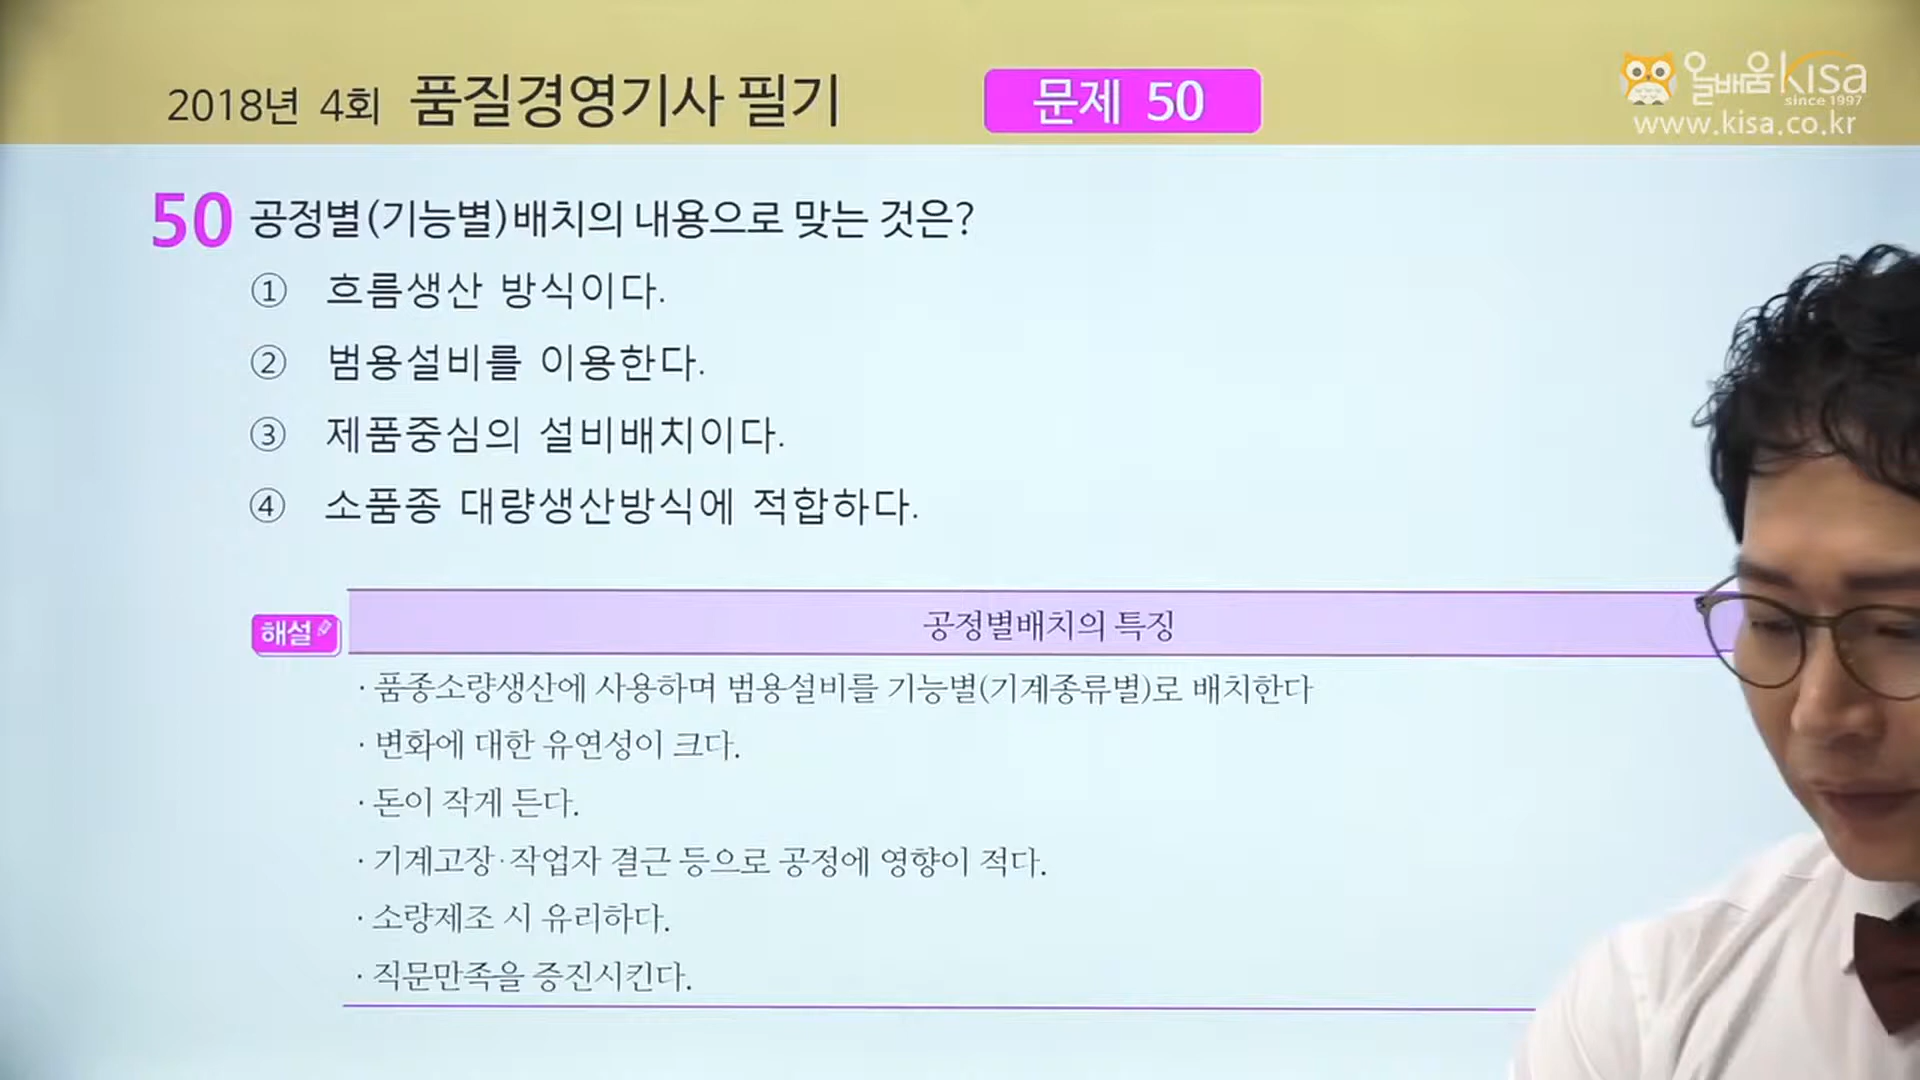 2018년 4회 품질경영기사 필기 문제 50
올배움 kisa
since 1997
www.kisa.co.kr
50 공정별(기능별)배치의 내용으로 맞는 것은?
① 흐름생산 방식이다.
② 범용설비를 이용한다.
③ 제품중심의 설비배치이다.
④ 소품종 대량생산방식에 적합하다.
해설
공정별배치의 특징
· 품종소량생산에 사용하며 범용설비를 기능별(기계종류별)로 배치한다
· 변화에 대한 유연성이 크다.
· 돈이 작게 든다.
· 기계고장·작업자 결근 등으로 공정에 영향이 적다.
· 소량제조 시 유리하다.
· 직문만족을 증진시킨다.